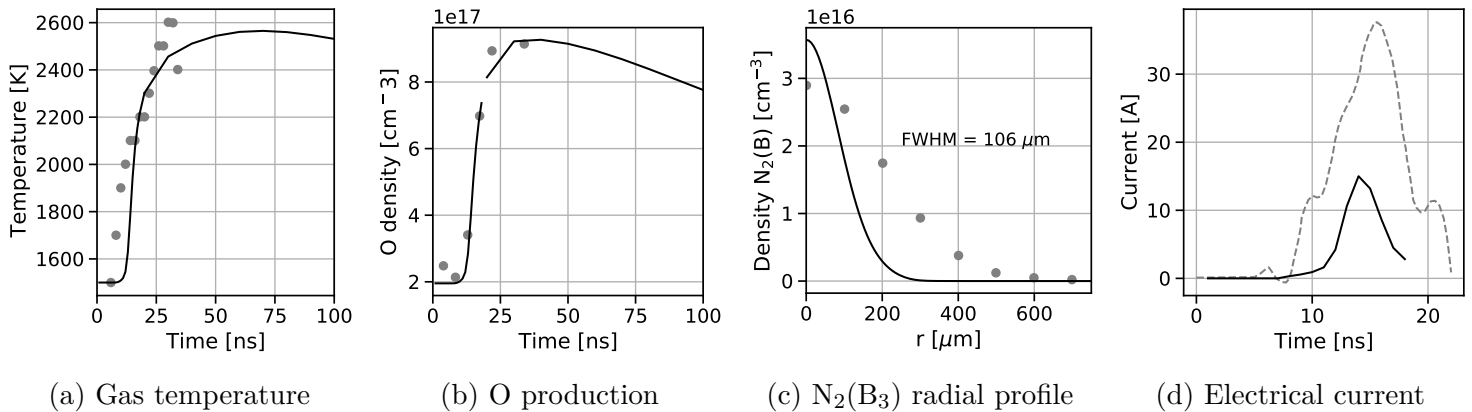 Temperature [K]
2600
2400
2200
2000
1800
1600
0 25 50 75 100
Time [ns]
(a) Gas temperature
1e17
O density [cm⁻3]
8
6
4
2
0 25 50 75 100
Time [ns]
(b) O production
1e16
Density N₂(B) [cm⁻³]
3
2
1
0
FWHM = 106 μm
0 200 400 600
r [μm]
(c) N₂(B₃) radial profile
Current [A]
30
20
10
0
0 10 20
Time [ns]
(d) Electrical current